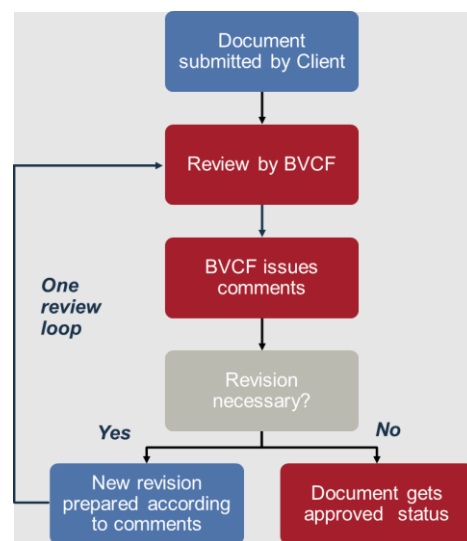 Document
submitted by Client
Review by BVCF
BVCF issues
comments
One
review
loop
Revision
necessary?
Yes
No
New revision
prepared according
to comments
Document gets
approved status